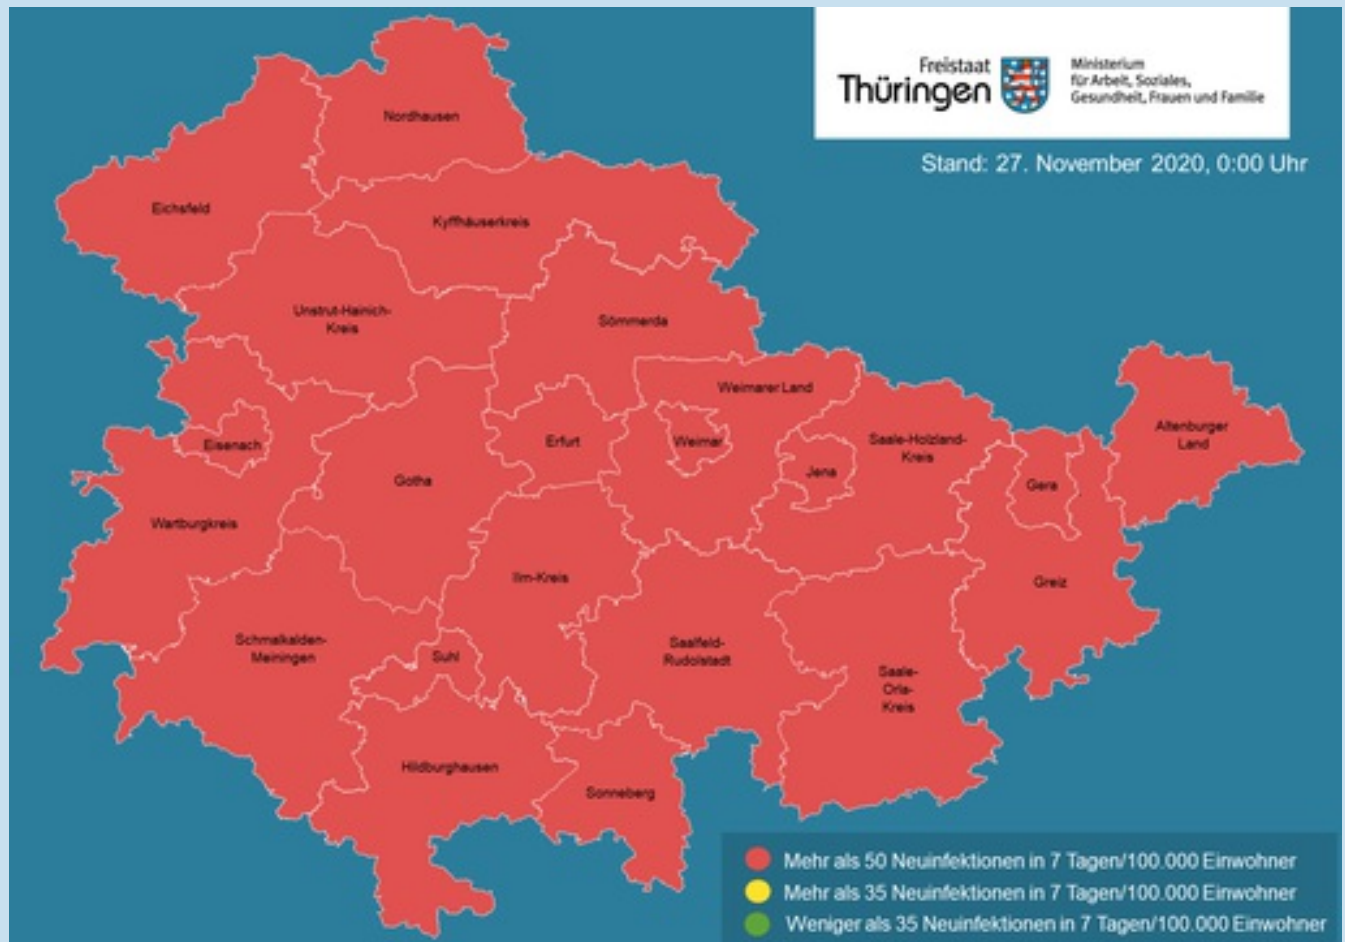 Freistaat
Thüringen
Ministerium
für Arbeit, Soziales,
Gesundheit, Frauen und Familie
Stand: 27. November 2020, 0:00 Uhr
Nordhausen
Eichsfeld
Kyffhäuserkreis
Unstrut-Hainich-
Kreis
Sömmerda
Weimarer Land
Altenburger
Land
Eisenach
Erfurt
Weimar
Saale-Holzland-
Kreis
Jena
Gotha
Gera
Wartburgkreis
Ilm-Kreis
Greiz
Schmalkalden-
Meiningen
Suhl
Saalfeld-
Rudolstadt
Saale-
Orla-
Kreis
Hildburghausen
Sonneberg
Mehr als 50 Neuinfektionen in 7 Tagen/100.000 Einwohner
Mehr als 35 Neuinfektionen in 7 Tagen/100.000 Einwohner
Weniger als 35 Neuinfektionen in 7 Tagen/100.000 Einwohner